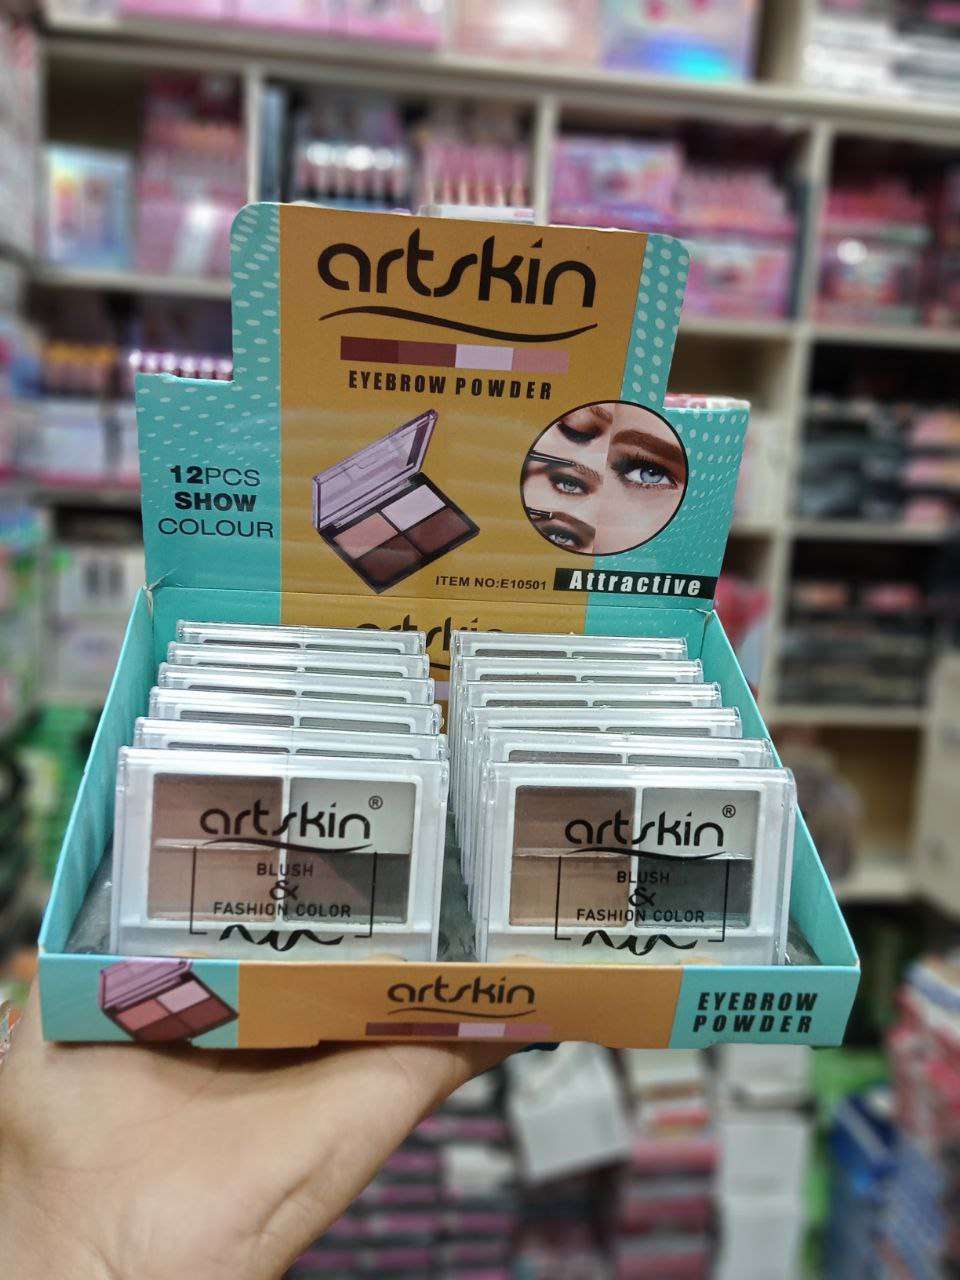 artskin
EYEBROW POWDER
12PCS
SHOW
COLOUR
ITEM NO:E10501
Attractive
artskin
artskin®
BLUSH
&
FASHION COLOR
artskin®
BLUSH
&
FASHION COLOR
artskin
EYEBROW
POWDER